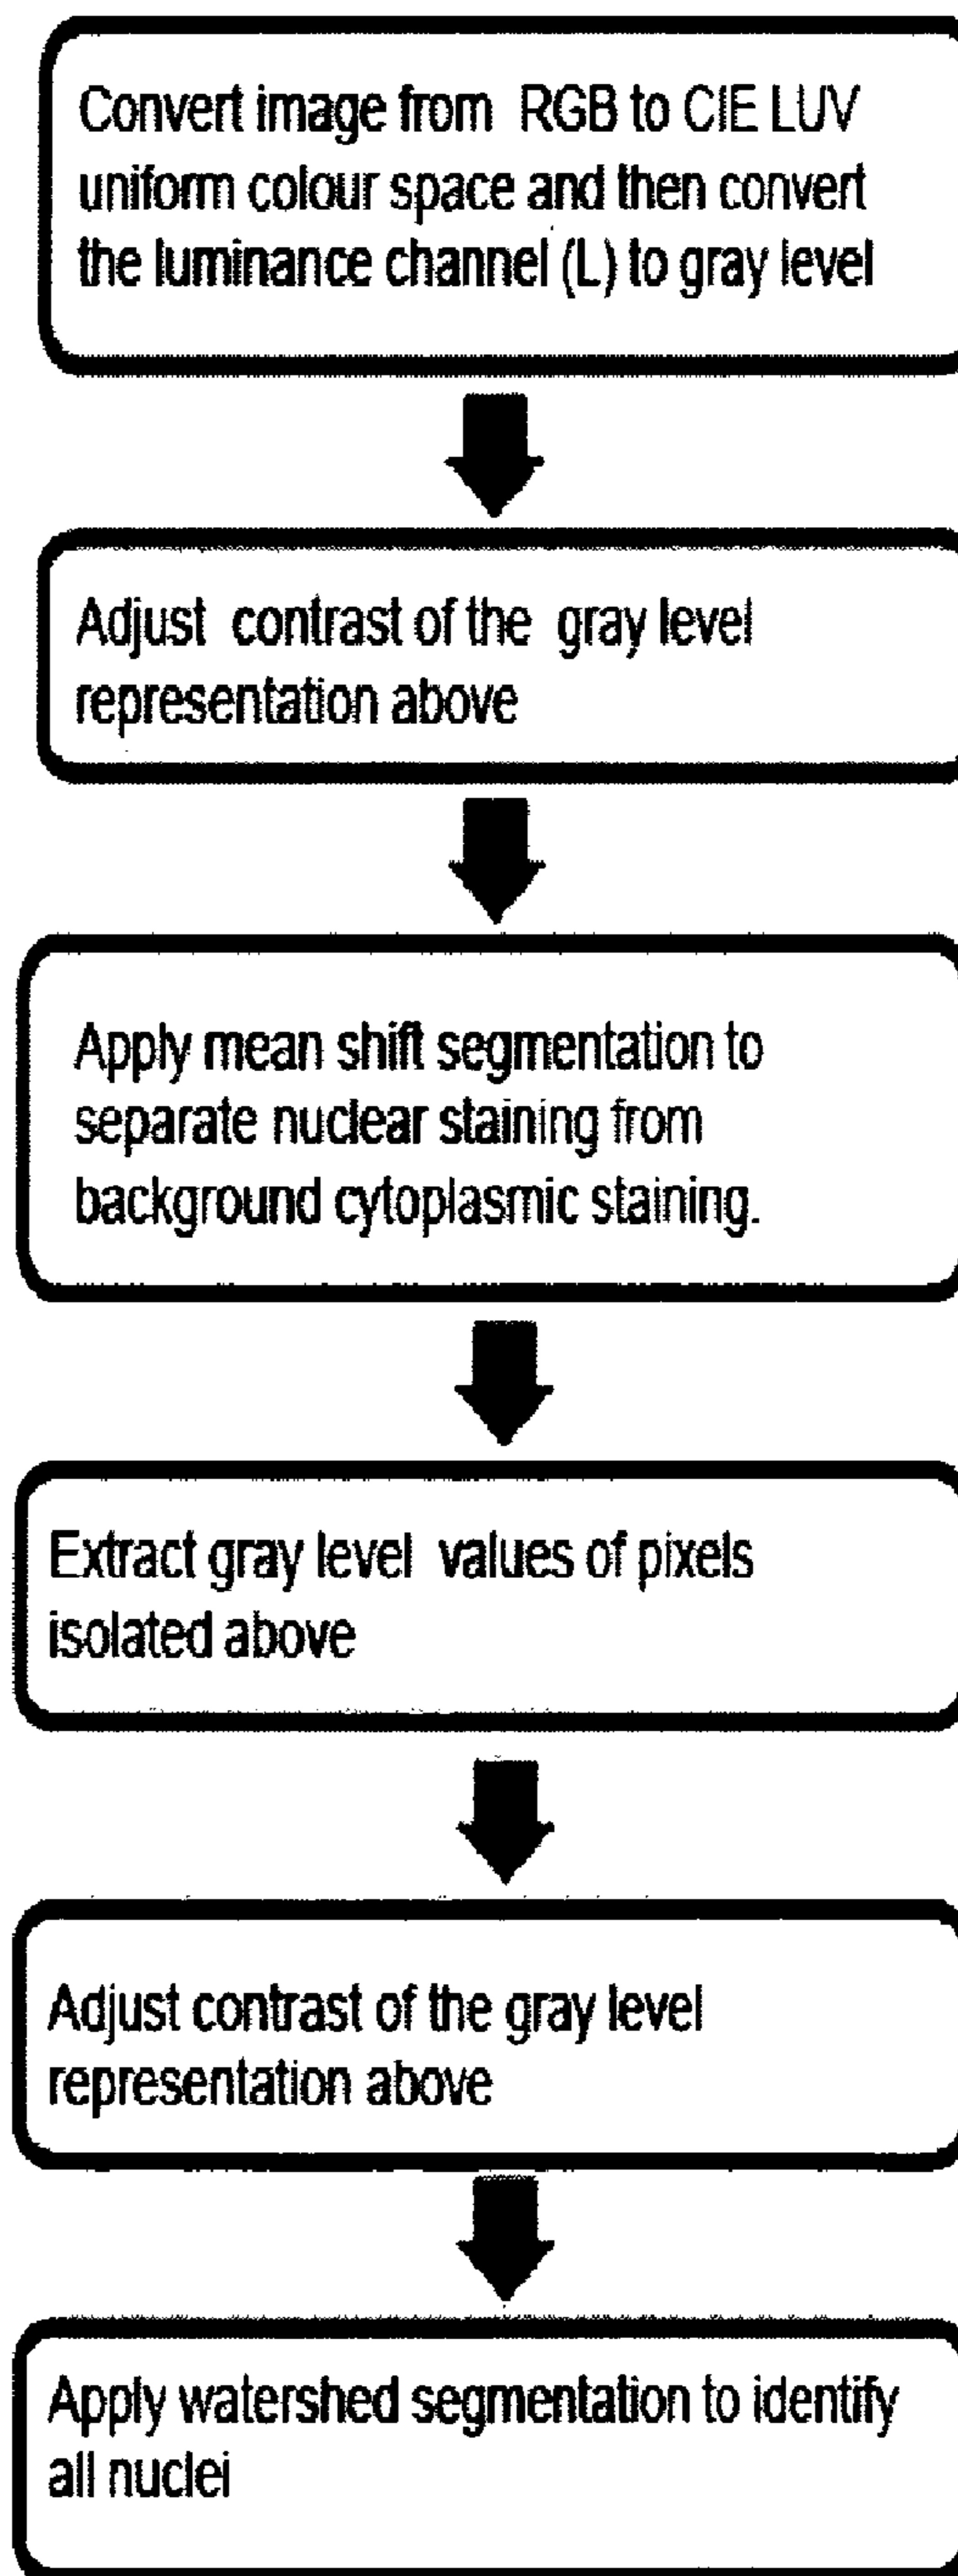 Convert image from RGB to CIE LUV
uniform colour space and then convert
the luminance channel (L) to gray level
Adjust contrast of the gray level
representation above
Apply mean shift segmentation to
separate nuclear staining from
background cytoplasmic staining.
Extract gray level values of pixels
isolated above
Adjust contrast of the gray level
representation above
Apply watershed segmentation to identify
all nuclei